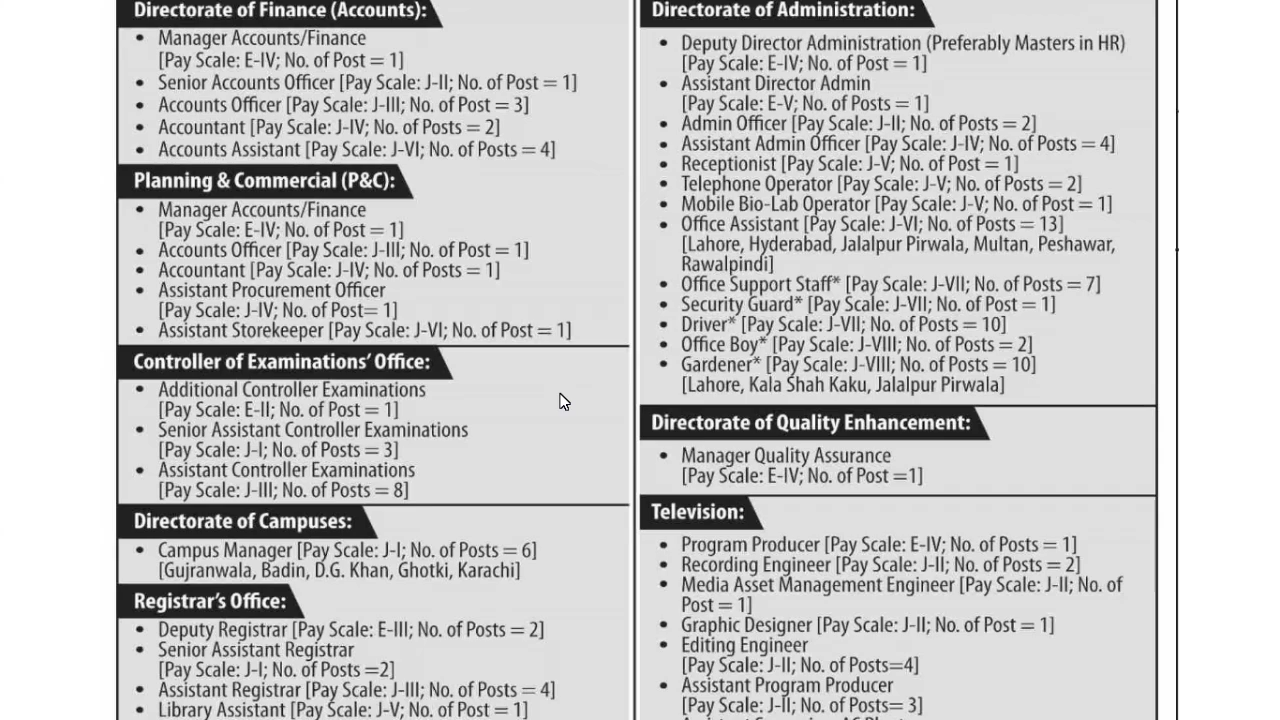 Directorate of Finance (Accounts):
• Manager Accounts/Finance
[Pay Scale: E-IV; No. of Post = 1]
• Senior Accounts Officer [Pay Scale: J-II; No. of Post = 1]
• Accounts Officer [Pay Scale: J-III; No. of Post = 3]
• Accountant [Pay Scale: J-IV; No. of Posts = 2]
• Accounts Assistant [Pay Scale: J-VI; No. of Posts = 4]
Planning & Commercial (P&C):
• Manager Accounts/Finance
[Pay Scale: E-IV; No. of Post = 1]
• Accounts Officer [Pay Scale: J-III; No. of Post = 1]
• Accountant [Pay Scale: J-IV; No. of Posts = 1]
• Assistant Procurement Officer
[Pay Scale: J-IV; No. of Post= 1]
• Assistant Storekeeper [Pay Scale: J-VI; No. of Post = 1]
Controller of Examinations’ Office:
• Additional Controller Examinations
[Pay Scale: E-II; No. of Post = 1]
• Senior Assistant Controller Examinations
[Pay Scale: J-I; No. of Posts = 3]
• Assistant Controller Examinations
[Pay Scale: J-III; No. of Posts = 8]
Directorate of Campuses:
• Campus Manager [Pay Scale: J-I; No. of Posts = 6]
[Gujranwala, Badin, D.G. Khan, Ghotki, Karachi]
Registrar’s Office:
• Deputy Registrar [Pay Scale: E-III; No. of Posts = 2]
• Senior Assistant Registrar
[Pay Scale: J-I; No. of Posts =2]
• Assistant Registrar [Pay Scale: J-III; No. of Posts = 4]
• Library Assistant [Pay Scale: J-V; No. of Post = 1]
Directorate of Administration:
• Deputy Director Administration (Preferably Masters in HR)
[Pay Scale: E-IV; No. of Post = 1]
• Assistant Director Admin
[Pay Scale: E-V; No. of Posts = 1]
• Admin Officer [Pay Scale: J-II; No. of Post = 2]
• Assistant Admin Officer [Pay Scale: J-IV; No. of Posts = 4]
• Receptionist [Pay Scale: J-V; No. of Post = 1]
• Telephone Operator [Pay Scale: J-V; No. of Posts = 2]
• Mobile Bio-Lab Operator [Pay Scale: J-V; No. of Posts = 1]
• Office Assistant [Pay Scale: J-VI; No. of Posts = 13]
[Lahore, Hyderabad, Jalalpur Pirwala, Multan, Peshawar,
Rawalpindi]
• Office Support Staff* [Pay Scale: J-VII; No. of Posts = 7]
• Security Guard* [Pay Scale: J-VII; No. of Posts = 1]
• Driver* [Pay Scale: J-VII; No. of Posts = 10]
• Office Boy* [Pay Scale: J-VIII; No. of Posts = 2]
• Gardener* [Pay Scale: J-VIII; No. of Posts = 10]
[Lahore, Kala Shah Kaku, Jalalpur Pirwala]
Directorate of Quality Enhancement:
• Manager Quality Assurance
[Pay Scale: E-IV; No. of Post =1]
Television:
• Program Producer [Pay Scale: E-IV; No. of Posts = 1]
• Recording Engineer [Pay Scale: J-II; No. of Posts = 2]
• Media Asset Management Engineer [Pay Scale: J-II; No. of
Post = 1]
• Graphic Designer [Pay Scale: J-II; No. of Post = 1]
• Editing Engineer
[Pay Scale: J-II; No. of Posts=4]
• Assistant Program Producer
[Pay Scale: J-II; No. of Posts= 3]